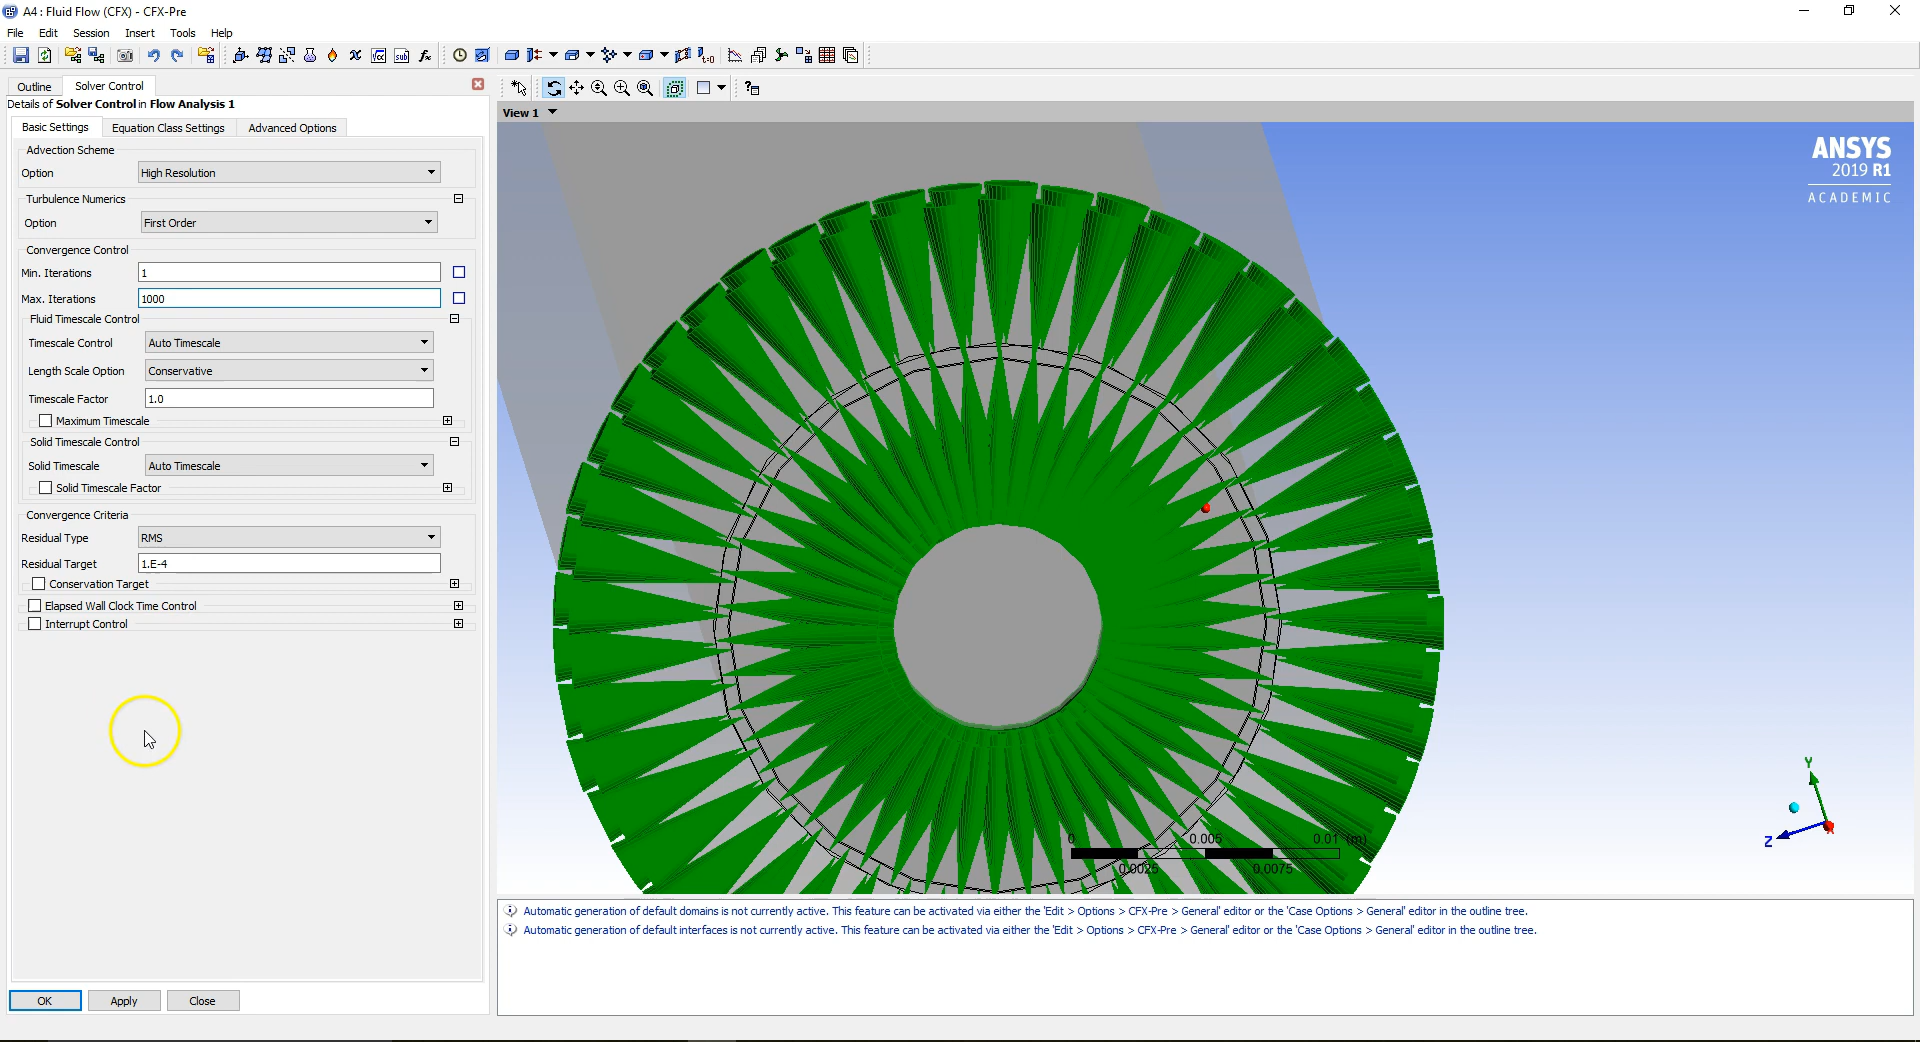 A4 : Fluid Flow (CFX) - CFX-Pre
File Edit Session Insert Tools Help
Outline Solver Control
Details of Solver Control in Flow Analysis 1
Basic Settings Equation Class Settings Advanced Options
Advection Scheme
Option High Resolution
Turbulence Numerics
Option First Order
Convergence Control
Min. Iterations 1
Max. Iterations 1000
Fluid Timescale Control
Timescale Control Auto Timescale
Length Scale Option Conservative
Timescale Factor 1.0
Maximum Timescale
Solid Timescale Control
Solid Timescale Auto Timescale
Solid Timescale Factor
Convergence Criteria
Residual Type RMS
Residual Target 1.E-4
Conservation Target
Elapsed Wall Clock Time Control
Interrupt Control
OK Apply Close
View 1
ANSYS
2019 R1
ACADEMIC
0 0.005 0.01 (m)
0.0025 0.0075
Y
Z X
Automatic generation of default domains is not currently active. This feature can be activated via either the 'Edit > Options > CFX-Pre > General' editor or the 'Case Options > General' editor in the outline tree.
Automatic generation of default interfaces is not currently active. This feature can be activated via either the 'Edit > Options > CFX-Pre > General' editor or the 'Case Options > General' editor in the outline tree.